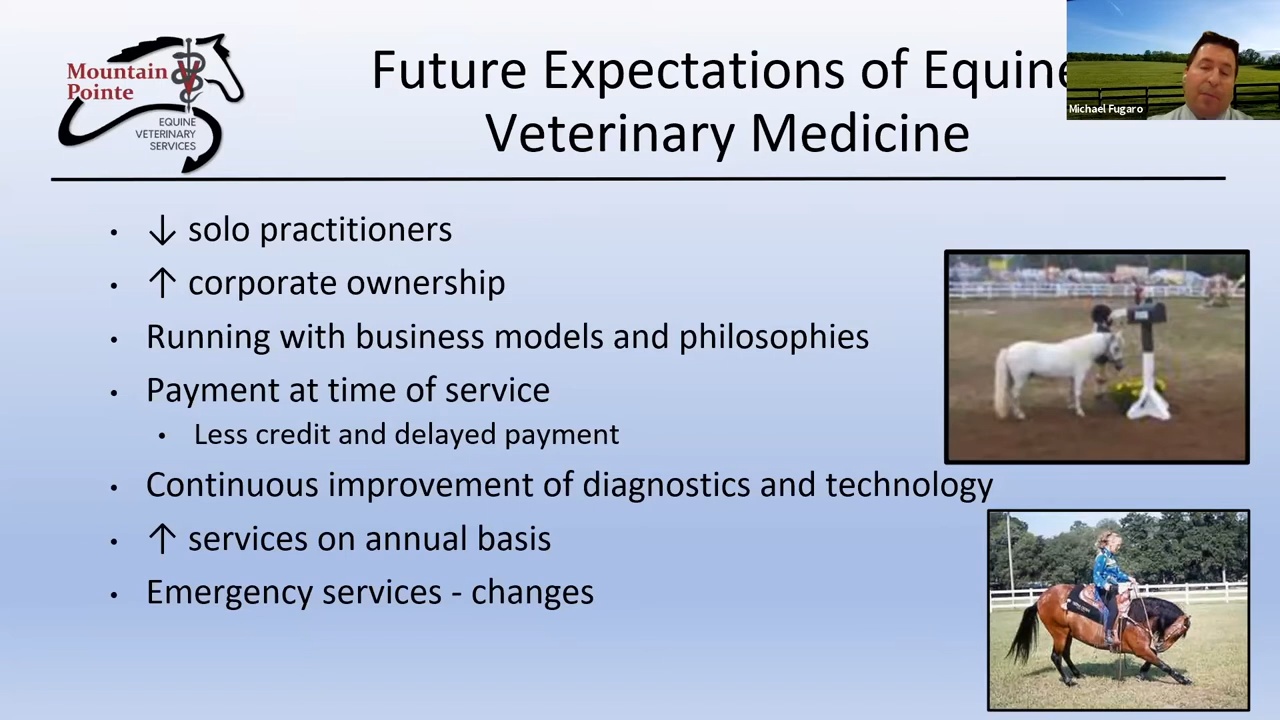 Mountain
Pointe
EQUINE
VETERINARY
SERVICES
Future Expectations of Equine
Veterinary Medicine
Michael Fugaro
• ↓ solo practitioners
• ↑ corporate ownership
• Running with business models and philosophies
• Payment at time of service
• Less credit and delayed payment
• Continuous improvement of diagnostics and technology
• ↑ services on annual basis
• Emergency services - changes